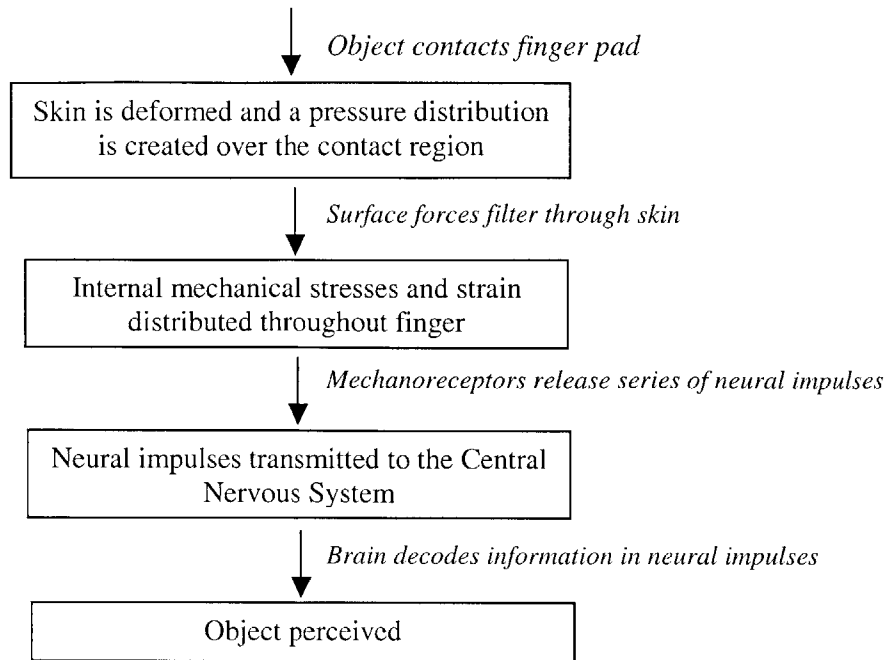 Object contacts finger pad
Skin is deformed and a pressure distribution
is created over the contact region
Surface forces filter through skin
Internal mechanical stresses and strain
distributed throughout finger
Mechanoreceptors release series of neural impulses
Neural impulses transmitted to the Central
Nervous System
Brain decodes information in neural impulses
Object perceived